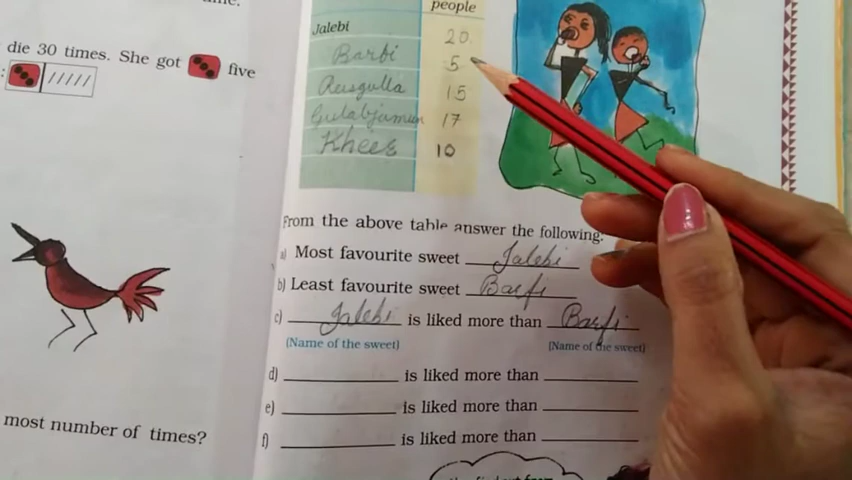 people
Jalebi 20
die 30 times. She got five
Barbi 5
Rusgulla 15
Gulabjamun 17
Kheer 10
From the above table answer the following:
a) Most favourite sweet Jalebi
b) Least favourite sweet Barfi
c) Jalebi is liked more than Barfi
(Name of the sweet) (Name of the sweet)
d) is liked more than
e) is liked more than
most number of times?
f) is liked more than